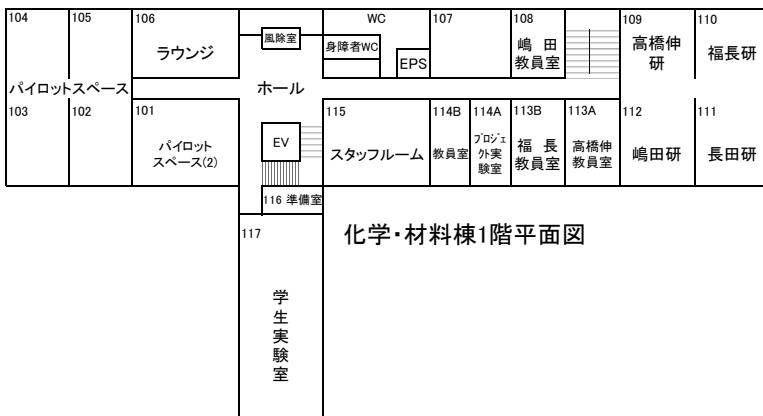 104
105
106
ラウンジ
風除室
WC
身障者WC
EPS
107
108
嶋 田
教員室
109
高橋伸
研
110
福長研
パイロットスペース
ホール
103
102
101
パイロット
スペース(2)
EV
115
スタッフルーム
114B
教員室
114A
プロジェ
クト実
験室
113B
福 長
教員室
113A
高橋伸
教員室
112
嶋田研
111
長田研
116 準備室
117
学生実験室
化学・材料棟1階平面図